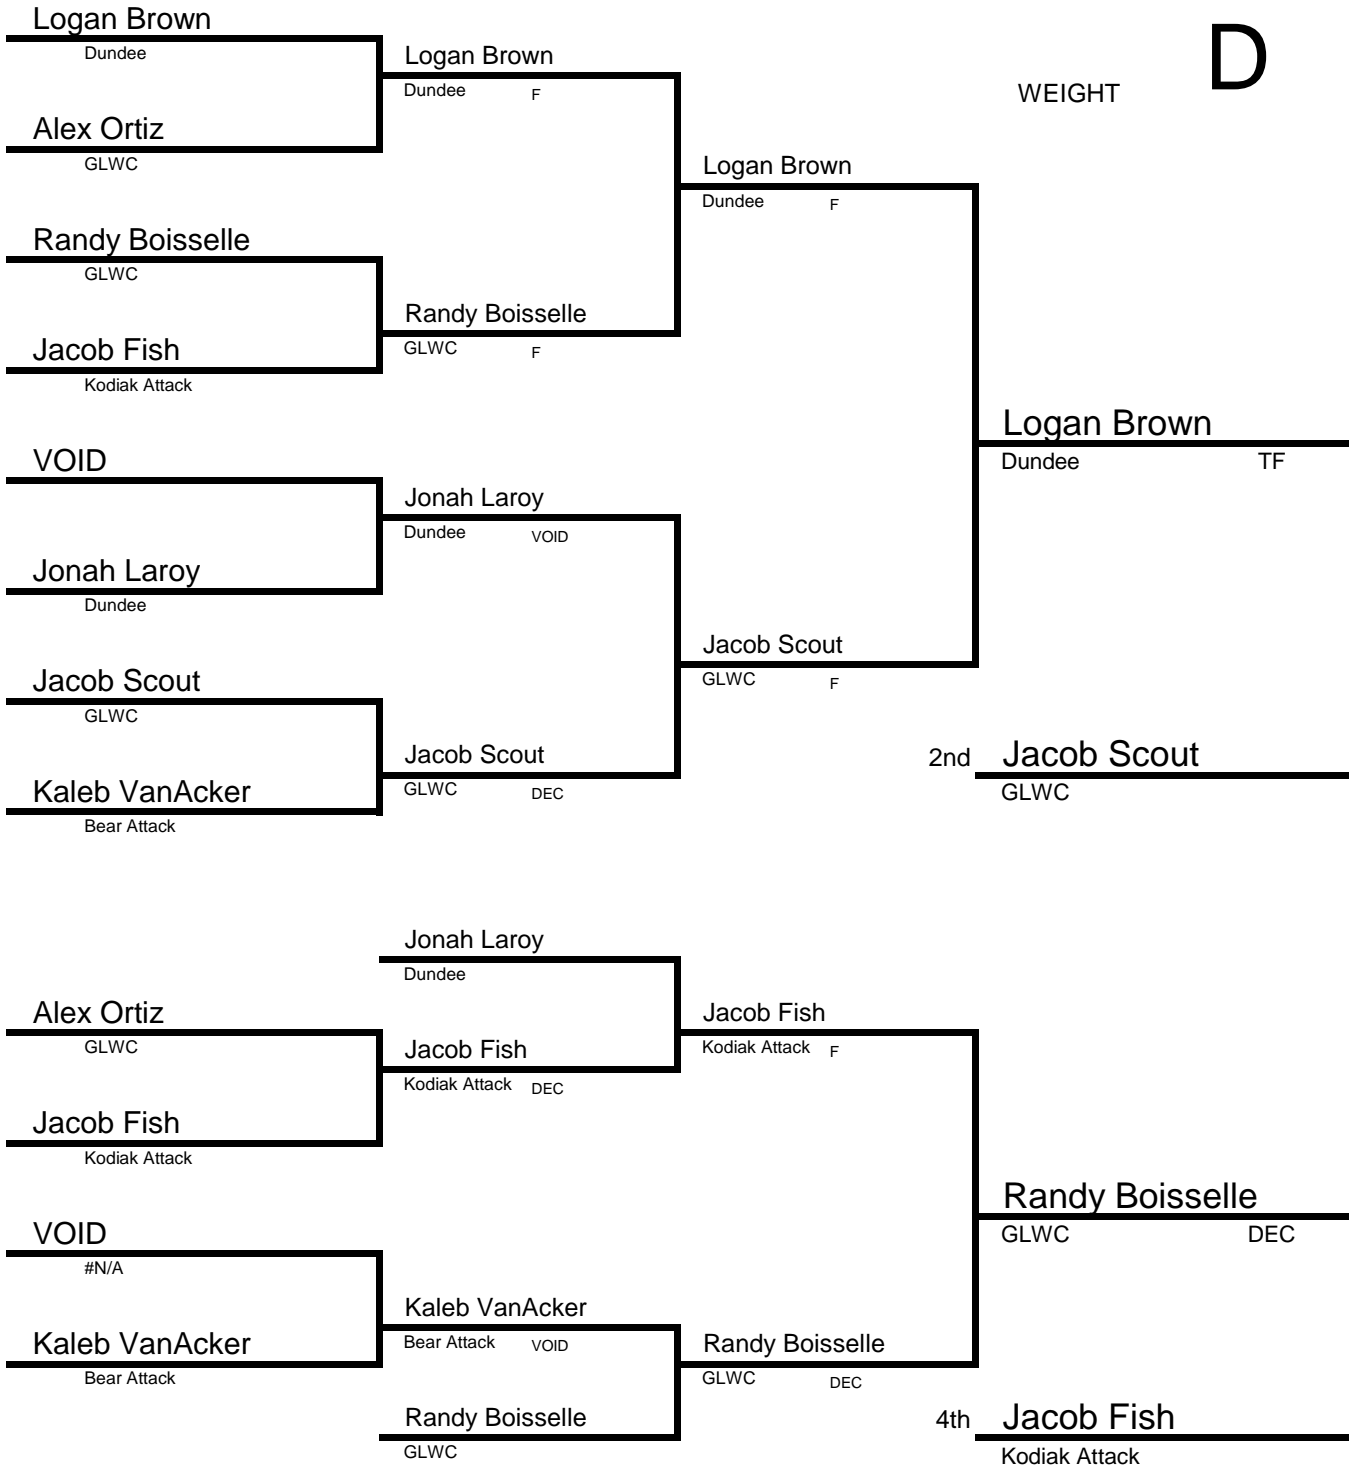 Logan Brown
Dundee
Logan Brown
Dundee F
D
WEIGHT
Alex Ortiz
GLWC
Logan Brown
Dundee F
Randy Boisselle
GLWC
Randy Boisselle
GLWC F
Jacob Fish
Kodiak Attack
Logan Brown
Dundee TF
VOID
Jonah Laroy
Dundee VOID
Jonah Laroy
Dundee
Jacob Scout
GLWC F
Jacob Scout
GLWC
Jacob Scout
GLWC DEC
2nd Jacob Scout
GLWC
Kaleb VanAcker
Bear Attack
Jonah Laroy
Dundee
Alex Ortiz
GLWC
Jacob Fish
Kodiak Attack F
Jacob Fish
Kodiak Attack DEC
Jacob Fish
Kodiak Attack
Randy Boisselle
GLWC DEC
VOID
#N/A
Kaleb VanAcker
Bear Attack VOID
Kaleb VanAcker
Bear Attack
Randy Boisselle
GLWC DEC
Randy Boisselle
GLWC
4th Jacob Fish
Kodiak Attack